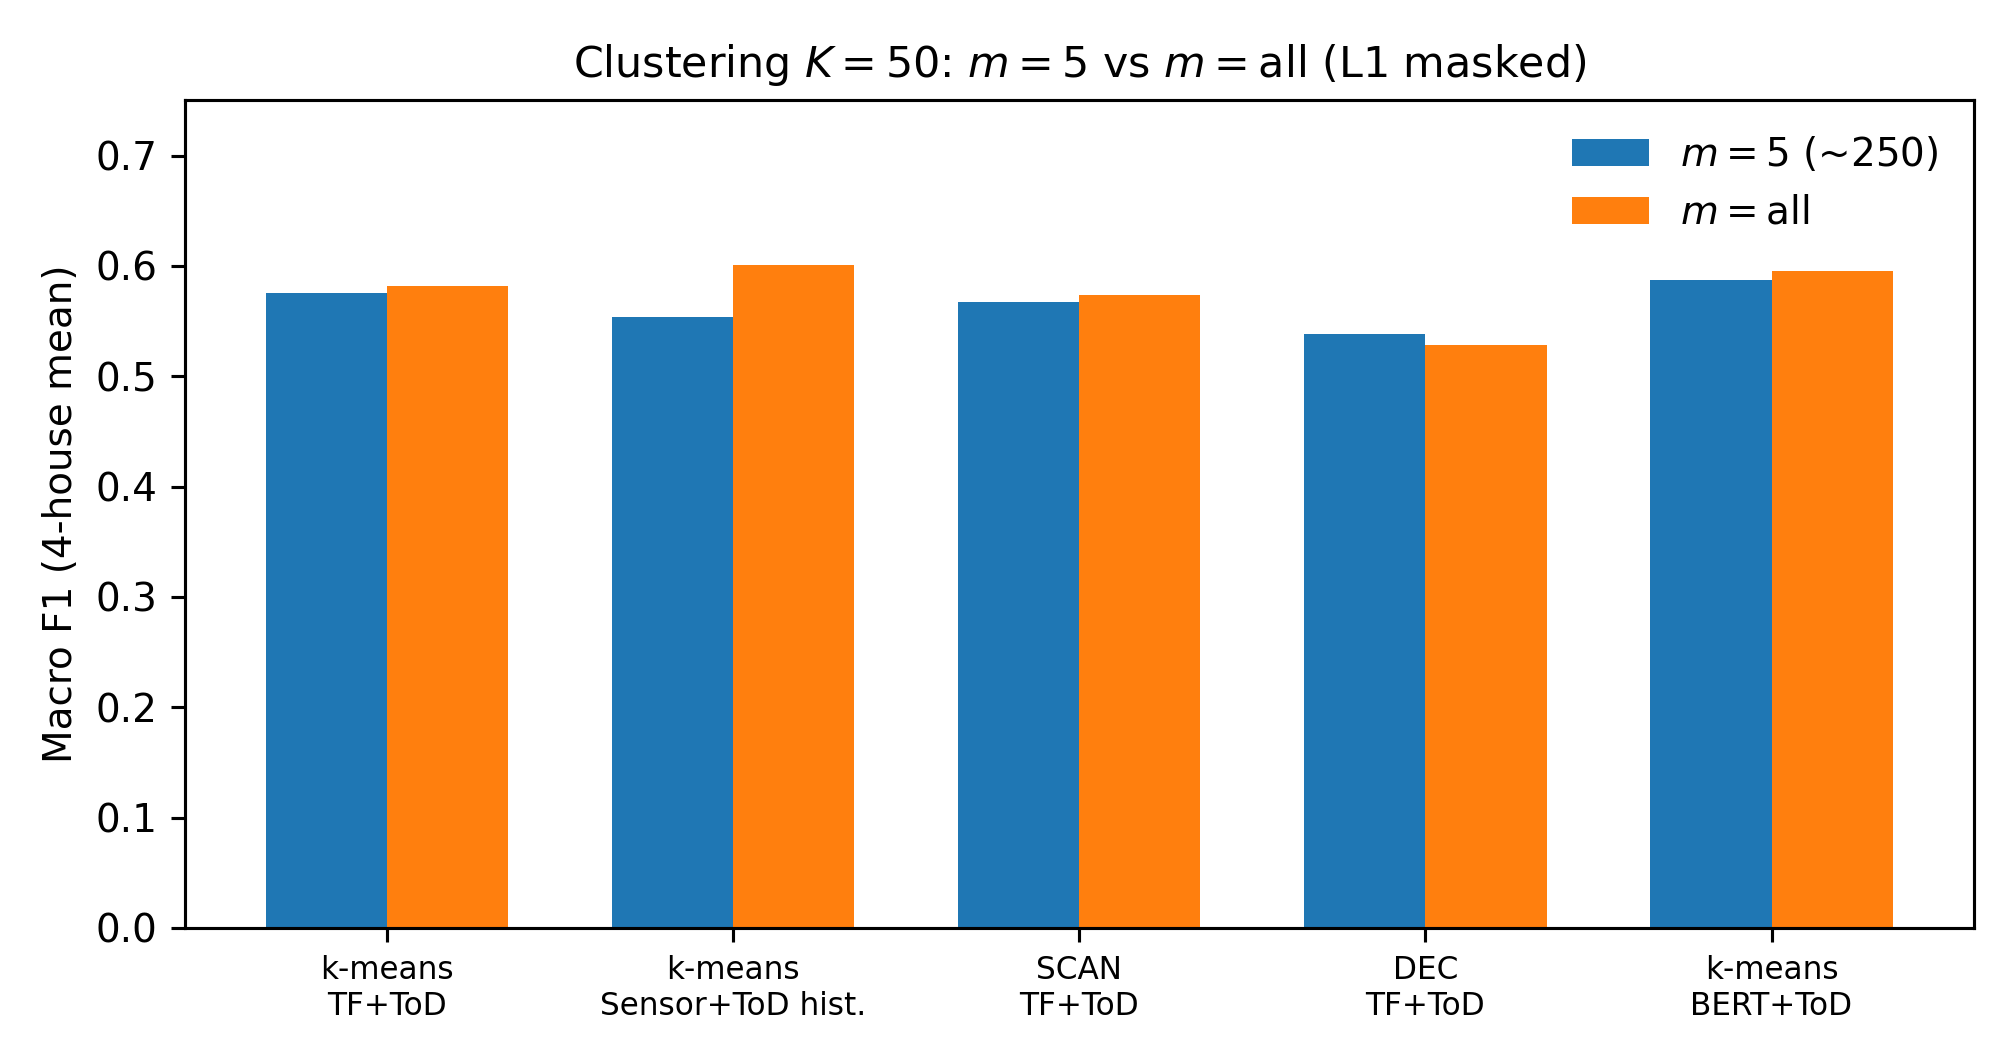 Clustering K = 50: m = 5 vs m = all (L1 masked)
Macro F1 (4-house mean)
0.7
0.6
0.5
0.4
0.3
0.2
0.1
0.0
m = 5 (~250)
m = all
k-means
TF+ToD
k-means
Sensor+ToD hist.
SCAN
TF+ToD
DEC
TF+ToD
k-means
BERT+ToD